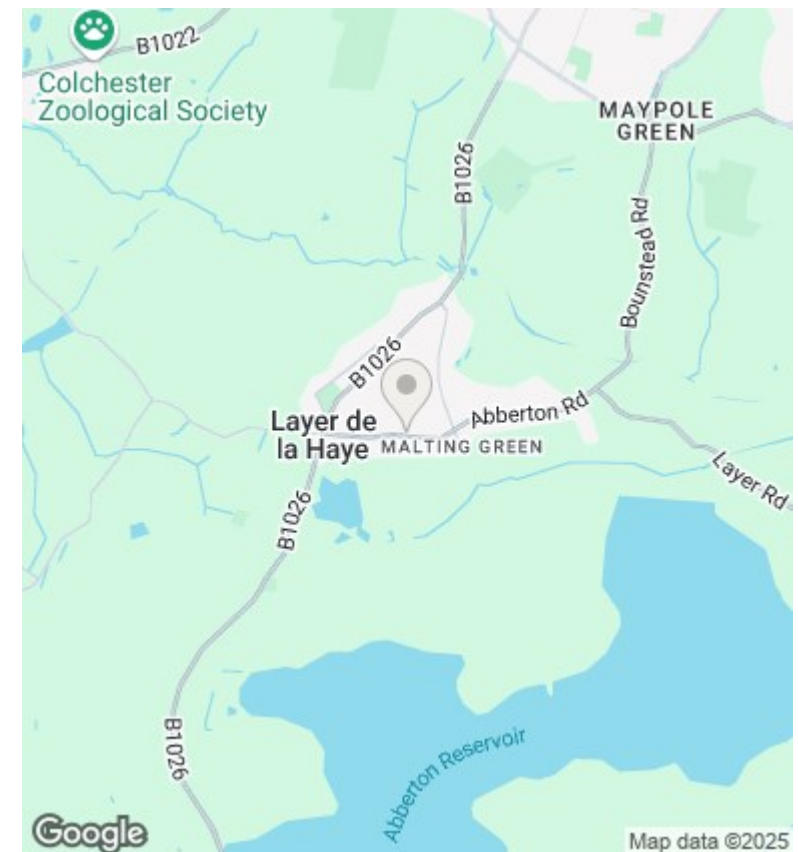 B1022
Colchester
Zoological Society
MAYPOLE
GREEN
B1026
Bounstead Rd
B1026
Abberton Rd
Layer de
la Haye
MALTING GREEN
Layer Rd
B1026
B1026
Abberton Reservoir
Google
Map data ©2025